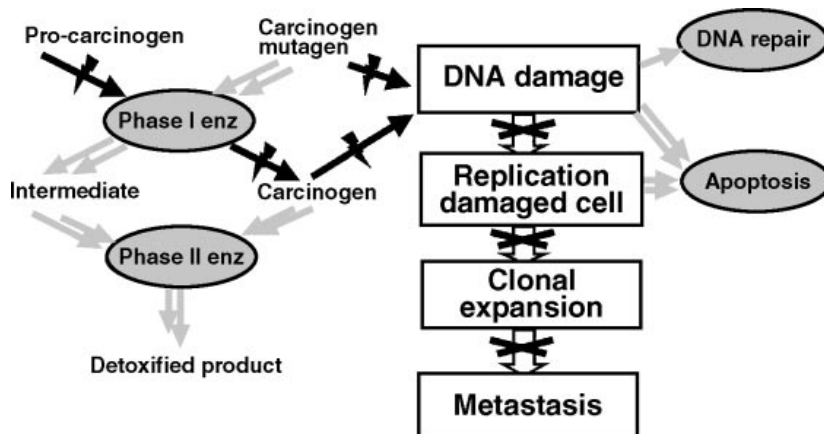 Pro-carcinogen
Carcinogen
mutagen
DNA damage
DNA repair
Phase I enz
Intermediate
Carcinogen
Replication
damaged cell
Apoptosis
Phase II enz
Clonal
expansion
Detoxified product
Metastasis